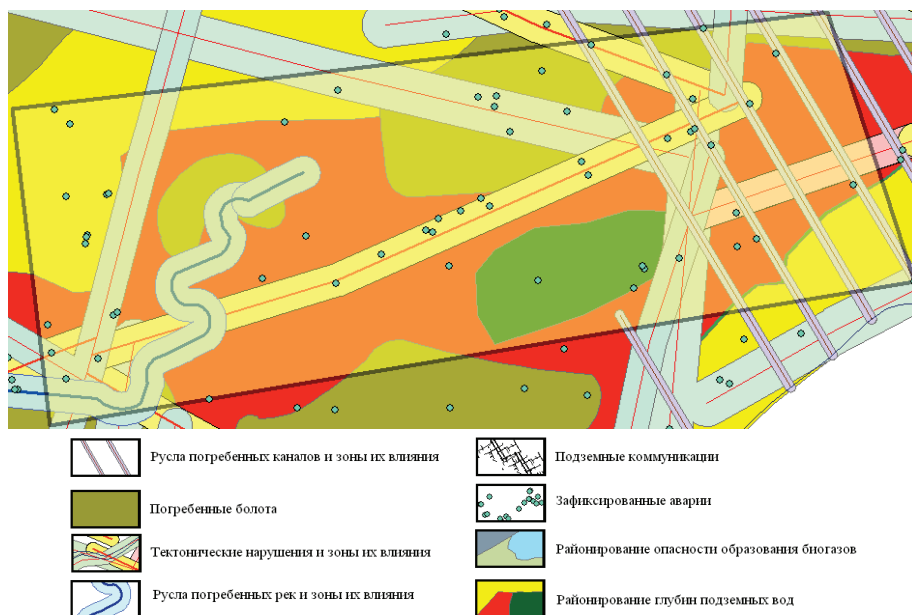 Русла погребенных каналов и зоны их влияния
Погребенные болота
Тектонические нарушения и зоны их влияния
Русла погребенных рек и зоны их влияния
Подземные коммуникации
Зафиксированные аварии
Районирование опасности образования биогазов
Районирование глубин подземных вод